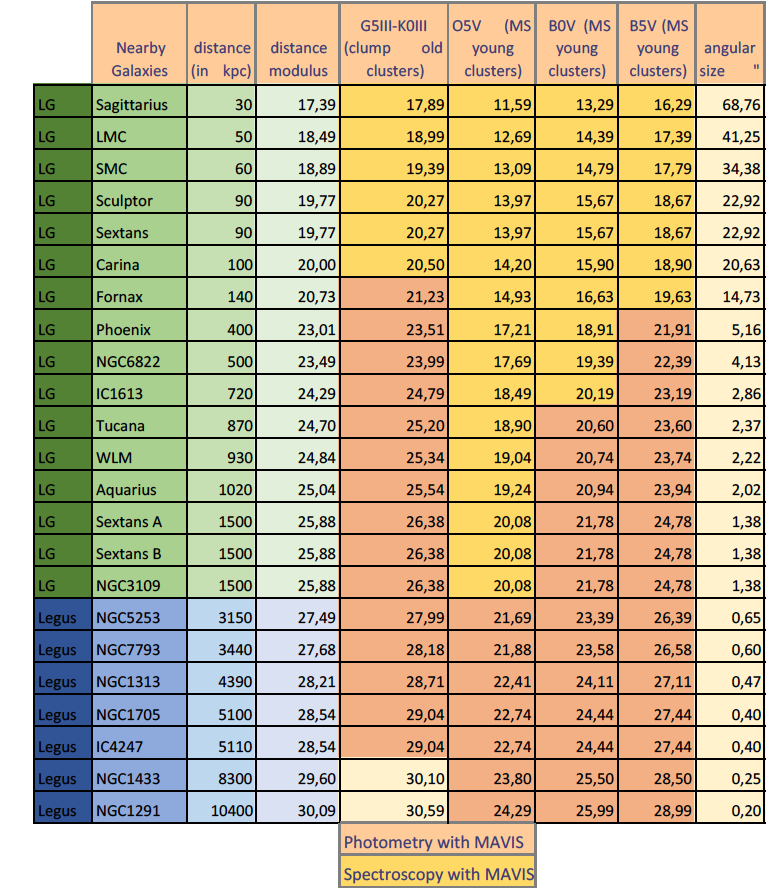 Nearby Galaxies distance (in kpc) distance modulus G5III-K0III (clump old clusters) O5V (MS young clusters) B0V (MS young clusters) B5V (MS young clusters) angular size "
LG Sagittarius 30 17,39 17,89 11,59 13,29 16,29 68,76
LG LMC 50 18,49 18,99 12,69 14,39 17,39 41,25
LG SMC 60 18,89 19,39 13,09 14,79 17,79 34,38
LG Sculptor 90 19,77 20,27 13,97 15,67 18,67 22,92
LG Sextans 90 19,77 20,27 13,97 15,67 18,67 22,92
LG Carina 100 20,00 20,50 14,20 15,90 18,90 20,63
LG Fornax 140 20,73 21,23 14,93 16,63 19,63 14,73
LG Phoenix 400 23,01 23,51 17,21 18,91 21,91 5,16
LG NGC6822 500 23,49 23,99 17,69 19,39 22,39 4,13
LG IC1613 720 24,29 24,79 18,49 20,19 23,19 2,86
LG Tucana 870 24,70 25,20 18,90 20,60 23,60 2,37
LG WLM 930 24,84 25,34 19,04 20,74 23,74 2,22
LG Aquarius 1020 25,04 25,54 19,24 20,94 23,94 2,02
LG Sextans A 1500 25,88 26,38 20,08 21,78 24,78 1,38
LG Sextans B 1500 25,88 26,38 20,08 21,78 24,78 1,38
LG NGC3109 1500 25,88 26,38 20,08 21,78 24,78 1,38
Legus NGC5253 3150 27,49 27,99 21,69 23,39 26,39 0,65
Legus NGC7793 3440 27,68 28,18 21,88 23,58 26,58 0,60
Legus NGC1313 4390 28,21 28,71 22,41 24,11 27,11 0,47
Legus NGC1705 5100 28,54 29,04 22,74 24,44 27,44 0,40
Legus IC4247 5110 28,54 29,04 22,74 24,44 27,44 0,40
Legus NGC1433 8300 29,60 30,10 23,80 25,50 28,50 0,25
Legus NGC1291 10400 30,09 30,59 24,29 25,99 28,99 0,20
Photometry with MAVIS
Spectroscopy with MAVIS